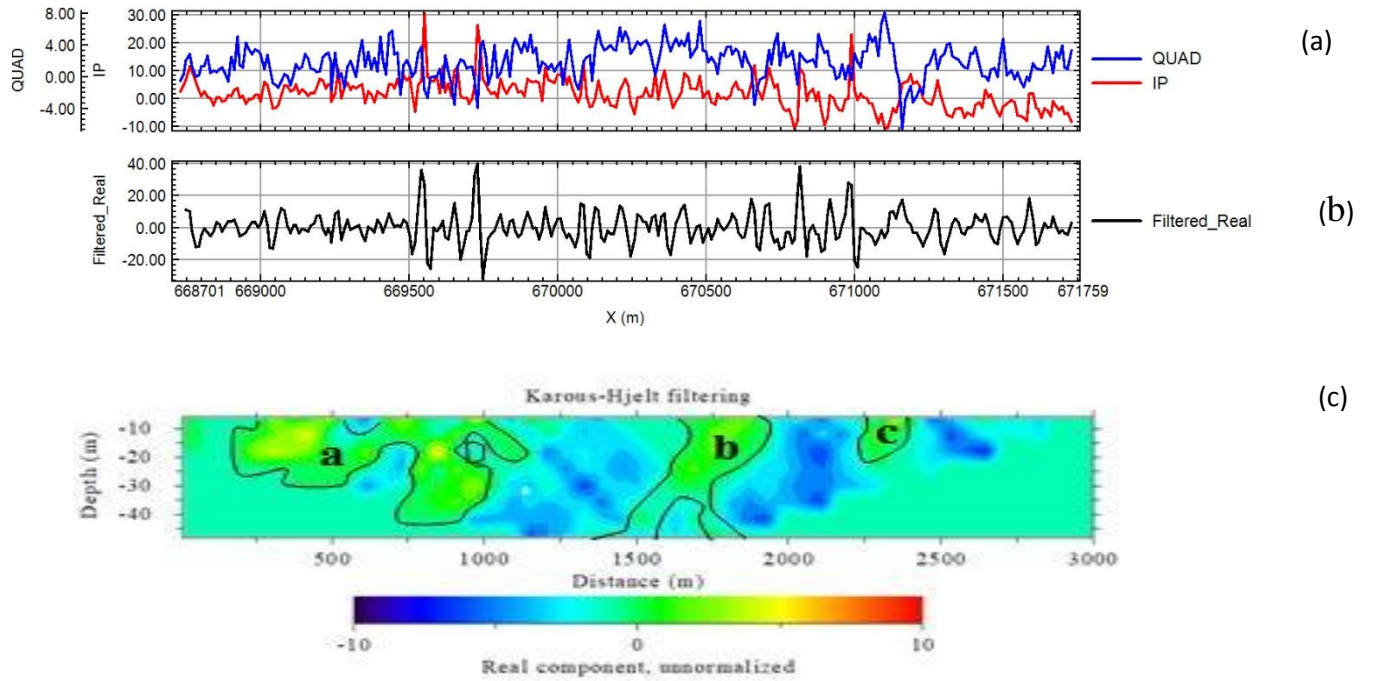 8.00 30.00
4.00 20.00
0.00 10.00
-4.00 0.00
-10.00
QUAD
IP
QUAD
IP
(a)
40.00
20.00
0.00
-20.00
Filtered_Real
Filtered_Real
(b)
668701 669000 669500 670000 670500 671000 671500 671759
X (m)
Karous-Hjelt filtering
(c)
-10
-20
-30
-40
Depth (m)
a
b
c
500 1000 1500 2000 2500 3000
Distance (m)
-10 0 10
Real component, unnormalized